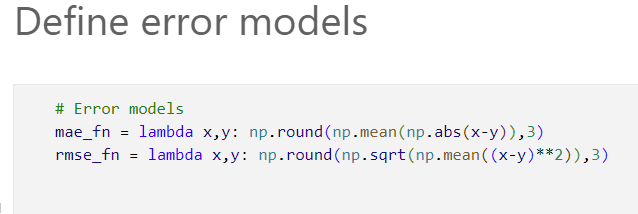 Define error models
# Error models
mae_fn = lambda x,y: np.round(np.mean(np.abs(x-y)),3)
rmse_fn = lambda x,y: np.round(np.sqrt(np.mean((x-y)**2)),3)